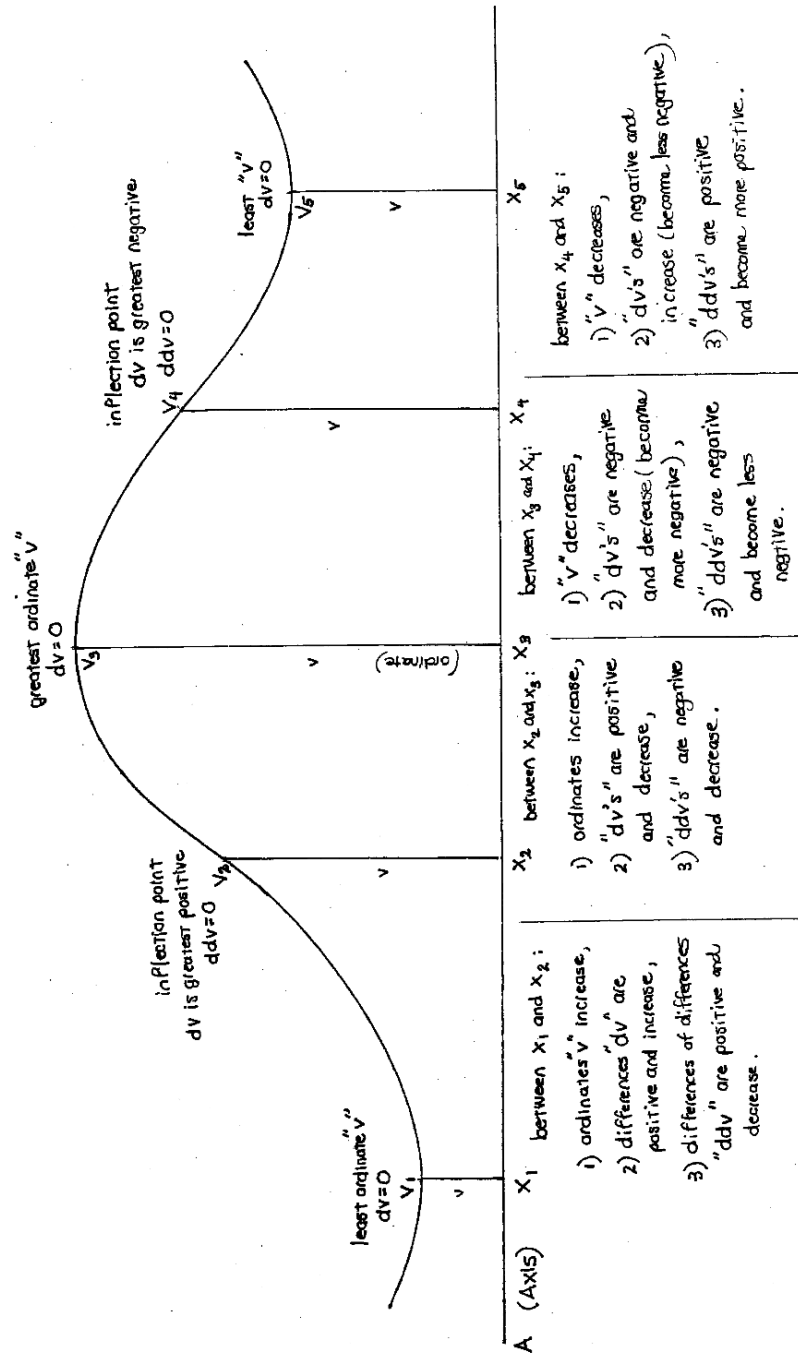 least ordinate "v"
dv=0
V1
v
inflection point
dv is greatest positive
ddv=0
V2
v
greatest ordinate "v"
dv=0
V3
v
(ordinate)
inflection point
dv is greatest negative
ddv=0
V4
v
least "v"
dv=0
V5
v
A (Axis)
X1
X2
X3
X4
X5
between X1 and X2:
1) ordinates "v" increase,
2) differences "dv" are
positive and increase,
3) differences of differences
"ddv" are positive and
decrease.
between X2 and X3:
1) ordinates increase,
2) "dv's" are positive
and decrease,
3) "ddv's" are negative
and decrease.
between X3 and X4:
1) "v" decreases,
2) "dv's" are negative
and decrease (become
more negative),
3) "ddv's" are negative
and become less
negtive.
between X4 and X5:
1) "v" decreases,
2) "dv's" are negative and
increase (become less negative),
3) "ddv's" are positive
and become more positive.